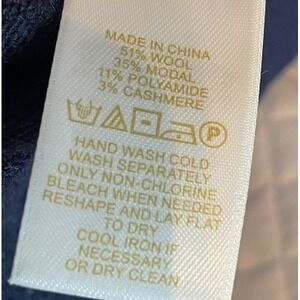 MADE IN CHINA
51% WOOL
35% MODAL
11% POLYAMIDE
3% CASHMERE
P
HAND WASH COLD
WASH SEPARATELY
ONLY NON-CHLORINE
BLEACH WHEN NEEDED
RESHAPE AND LAY FLAT
TO DRY
COOL IRON IF
NECESSARY
OR DRY CLEAN